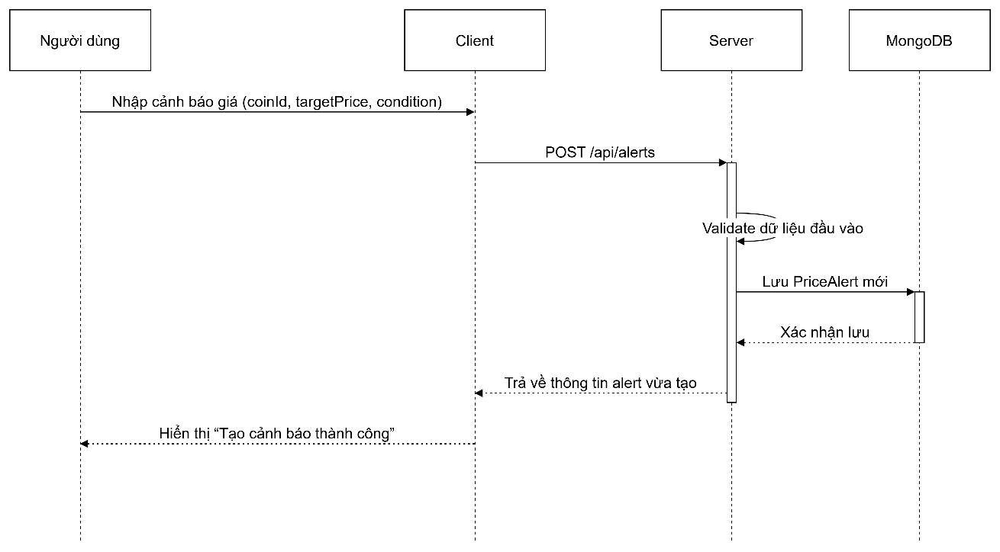 Người dùng
Client
Server
MongoDB
Nhập cảnh báo giá (coinId, targetPrice, condition)
POST /api/alerts
Validate dữ liệu đầu vào
Lưu PriceAlert mới
Xác nhận lưu
Trả về thông tin alert vừa tạo
Hiển thị “Tạo cảnh báo thành công”